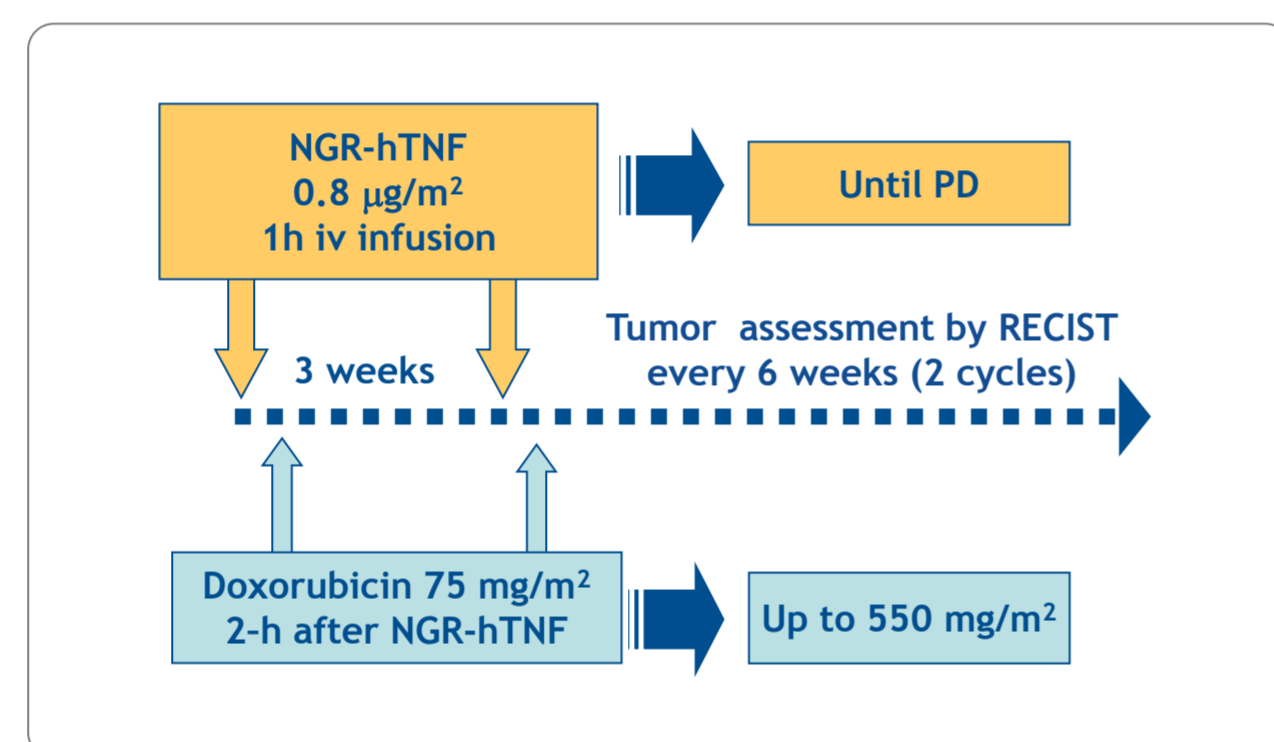 NGR-hTNF
0.8 μg/m²
1h iv infusion
Until PD
Tumor assessment by RECIST
every 6 weeks (2 cycles)
3 weeks
Doxorubicin 75 mg/m²
2-h after NGR-hTNF
Up to 550 mg/m²